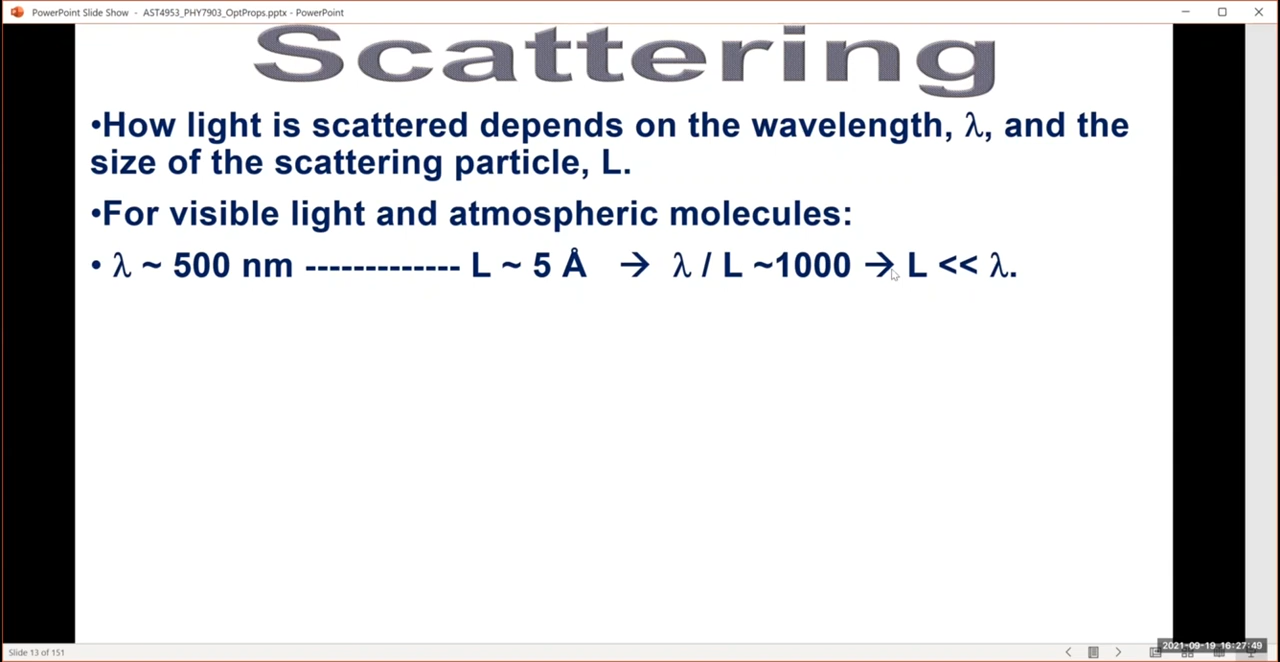 PowerPoint Slide Show - AST4953_PHY7903_OptProps.pptx - PowerPoint
Scattering
•How light is scattered depends on the wavelength, λ, and the
size of the scattering particle, L.
•For visible light and atmospheric molecules:
• λ ~ 500 nm ------------- L ~ 5 Å → λ / L ~1000 → L << λ.
Slide 13 of 151
2021-09-19 16:27:49